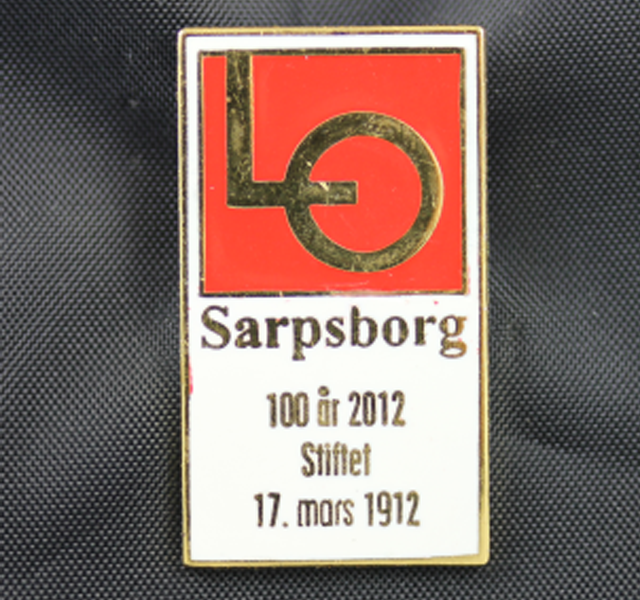 LO
Sarpsborg
100 år 2012
Stiftet
17. mars 1912